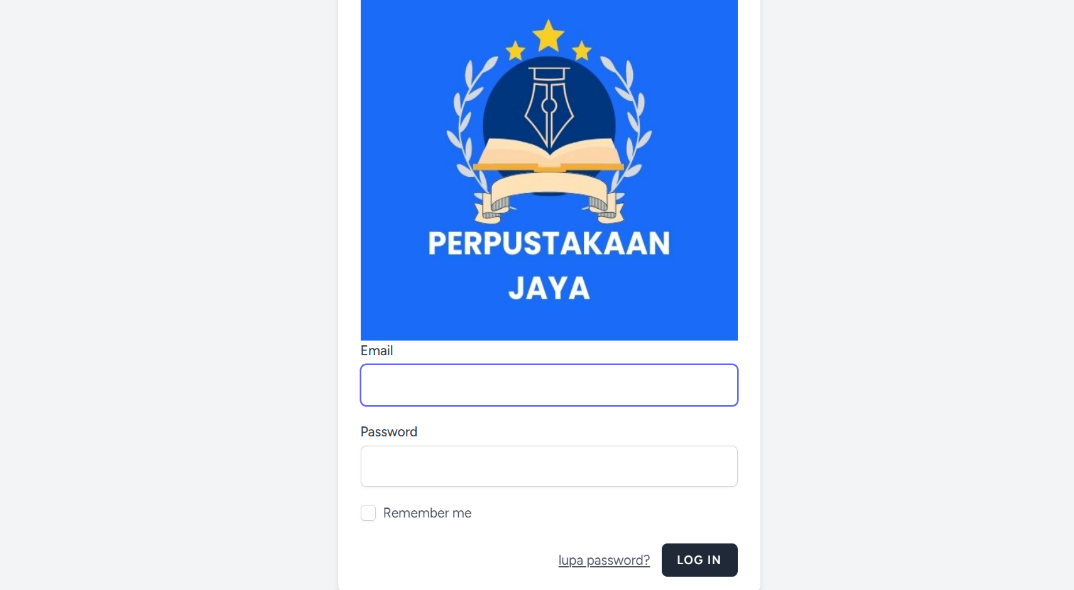 PERPUSTAKAAN
JAYA
Email
Password
Remember me
lupa password? LOG IN